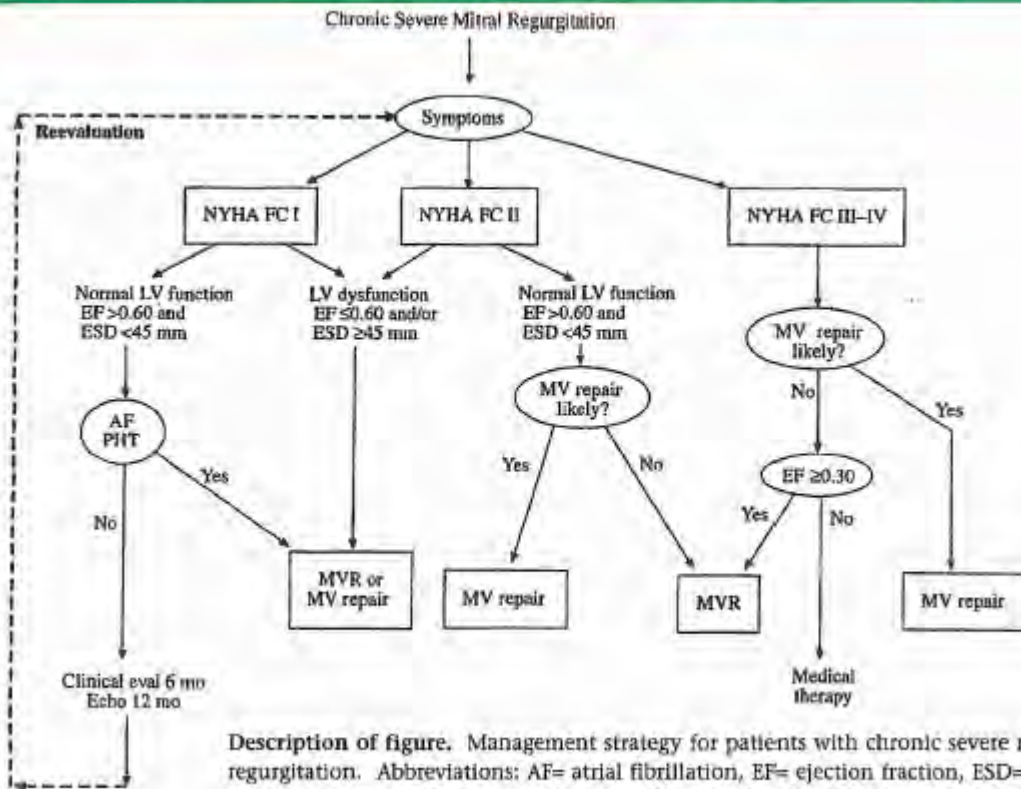 Chronic Severe Mitral Regurgitation
Symptoms
Reevaluation
NYHA FC I
NYHA FC II
NYHA FC III–IV
Normal LV function
EF>0.60 and
ESD <45 mm
LV dysfunction
EF≤0.60 and/or
ESD ≥45 mm
Normal LV function
EF>0.60 and
ESD <45 mm
MV repair
likely?
AF
PHT
MV repair
likely?
No
Yes
EF ≥0.30
Yes
No
Yes
No
Yes
No
MVR or
MV repair
MV repair
MVR
MV repair
Clinical eval 6 mo
Echo 12 mo
Medical
therapy
Description of figure. Management strategy for patients with chronic severe
regurgitation. Abbreviations: AF= atrial fibrillation, EF= ejection fraction, ESD=